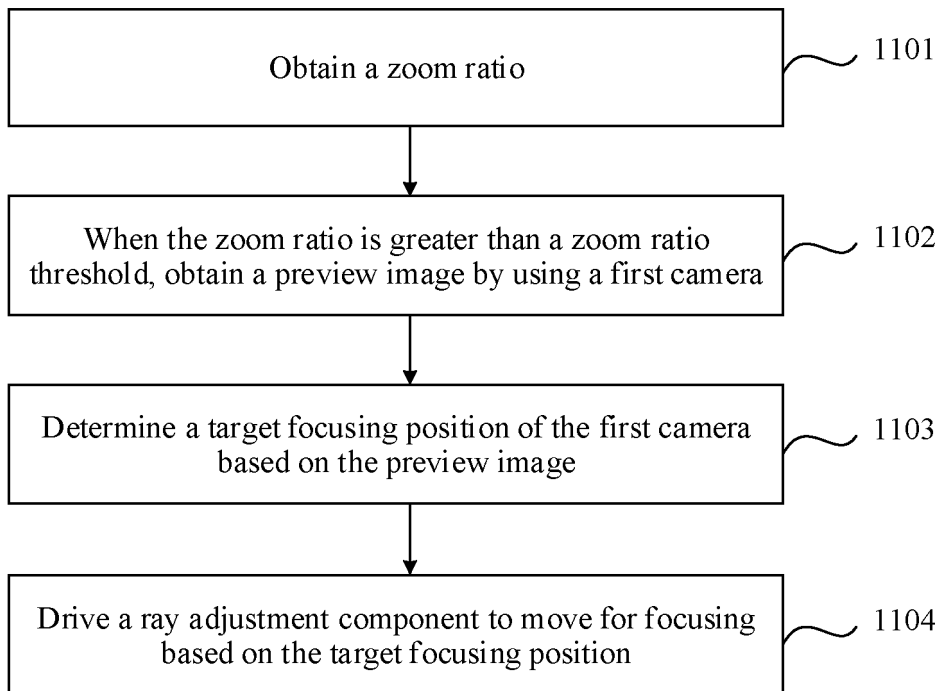 Obtain a zoom ratio
1101
When the zoom ratio is greater than a zoom ratio
threshold, obtain a preview image by using a first camera
1102
Determine a target focusing position of the first camera
based on the preview image
1103
Drive a ray adjustment component to move for focusing
based on the target focusing position
1104